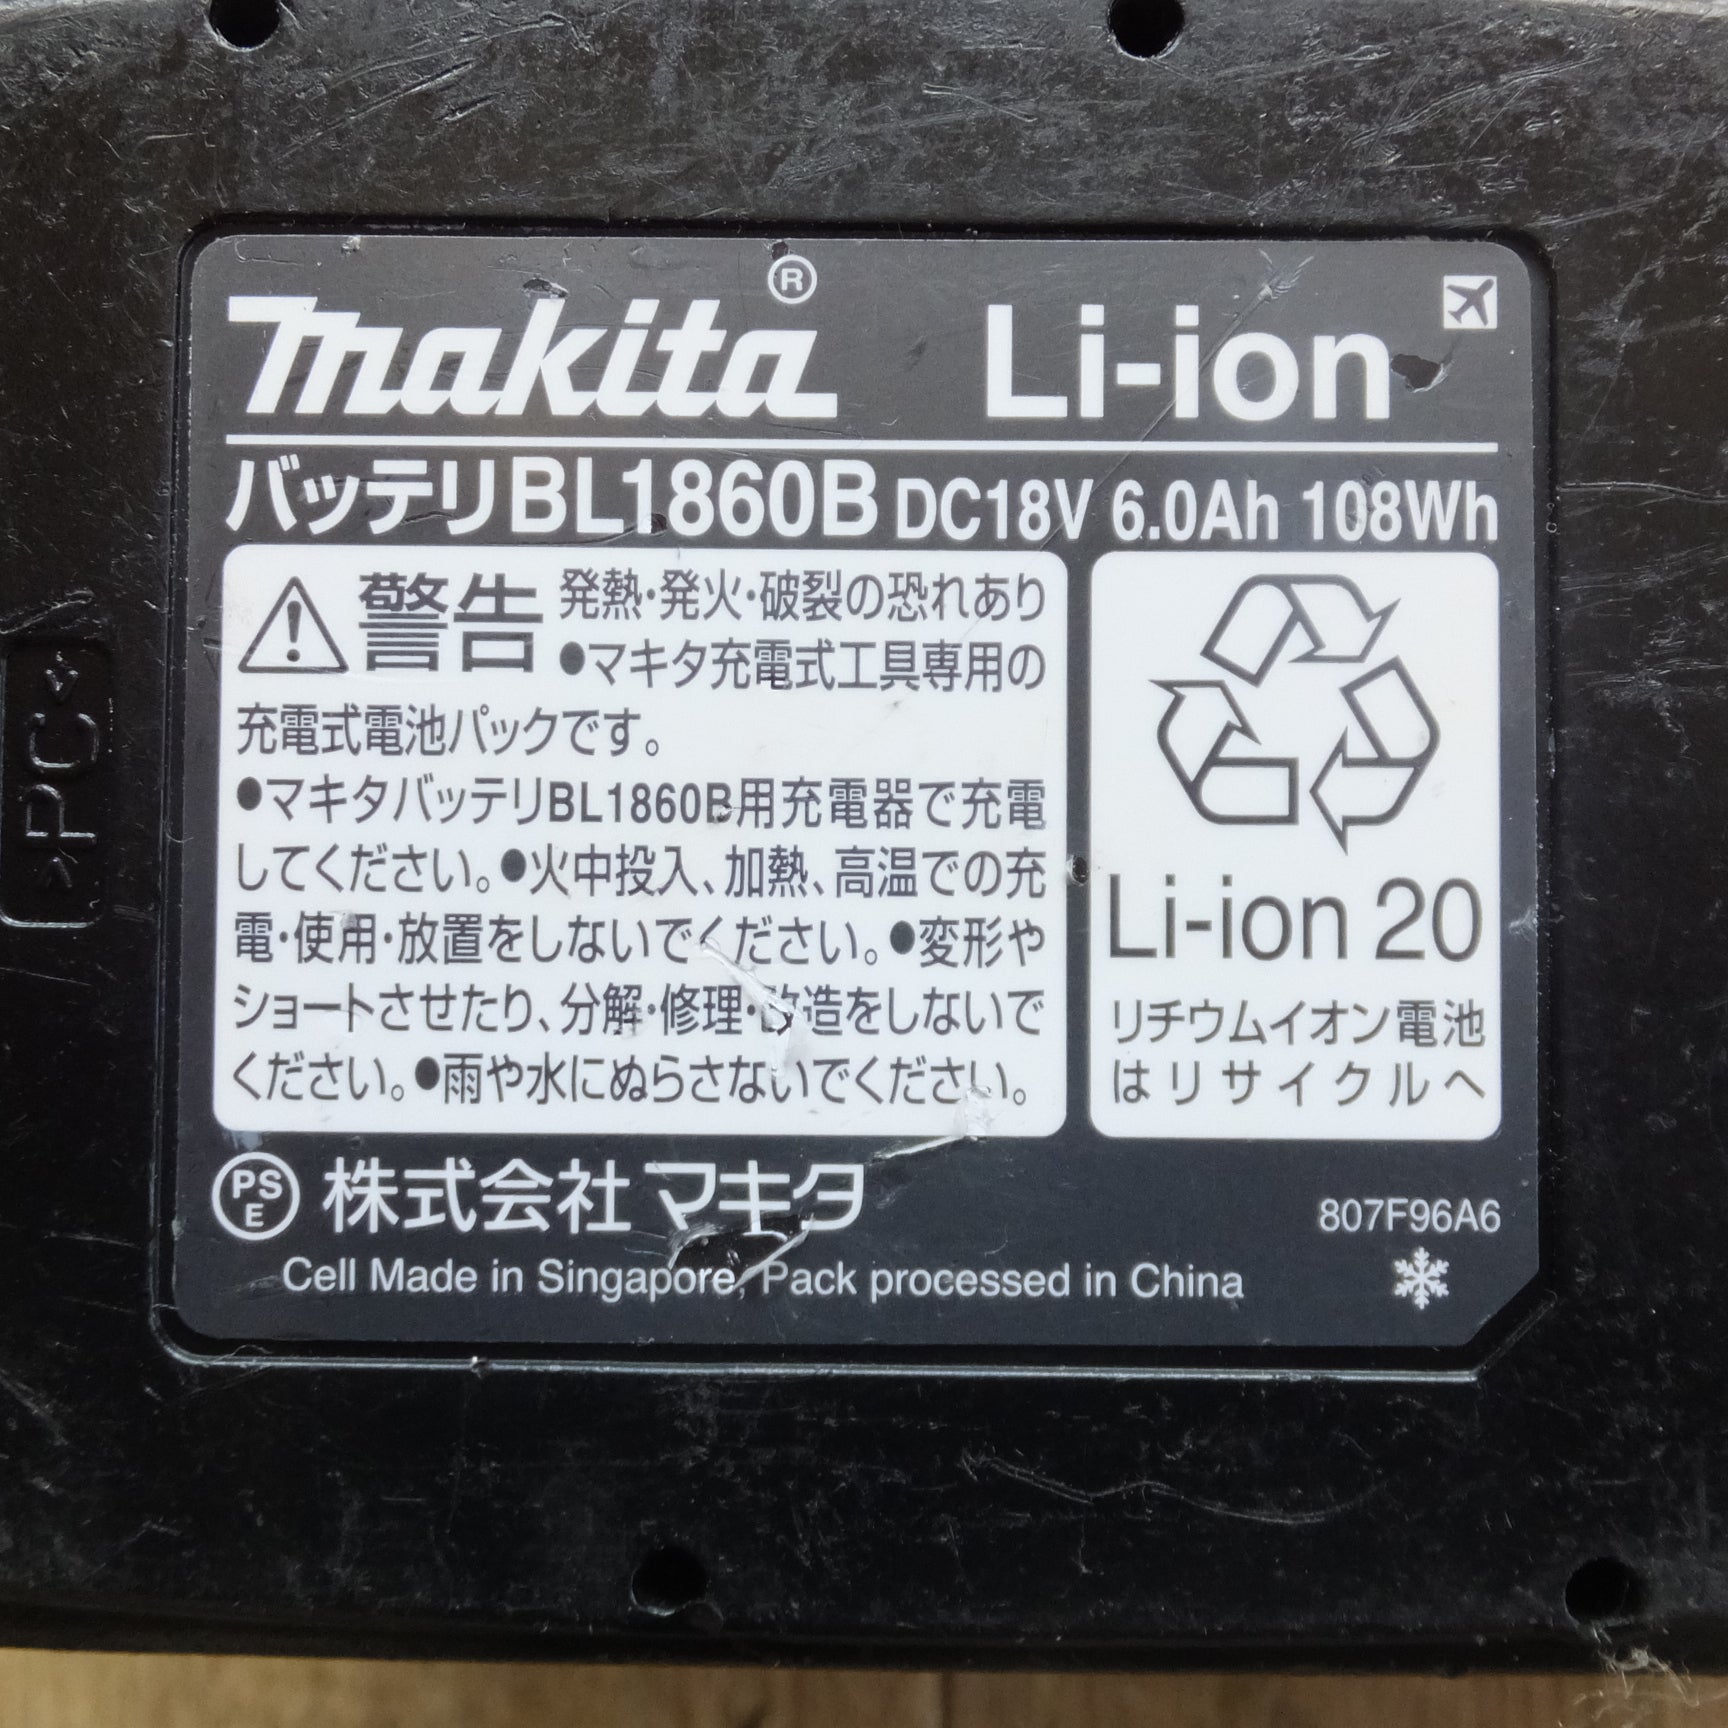 makita® Li-ion
バッテリBL1860B DC18V 6.0Ah 108Wh
警告 発熱・発火・破裂の恐れあり
●マキタ充電式工具専用の
充電式電池パックです。
●マキタバッテリBL1860B用充電器で充電
してください。●火中投入、加熱、高温での充
電・使用・放置をしないでください。●変形や
ショートさせたり、分解・修理・改造をしないで
ください。●雨や水にぬらさないでください。
Li-ion 20
リチウムイオン電池
はリサイクルへ
PS
E
株式会社マキタ
807F96A6
Cell Made in Singapore, Pack processed in China
>PC<